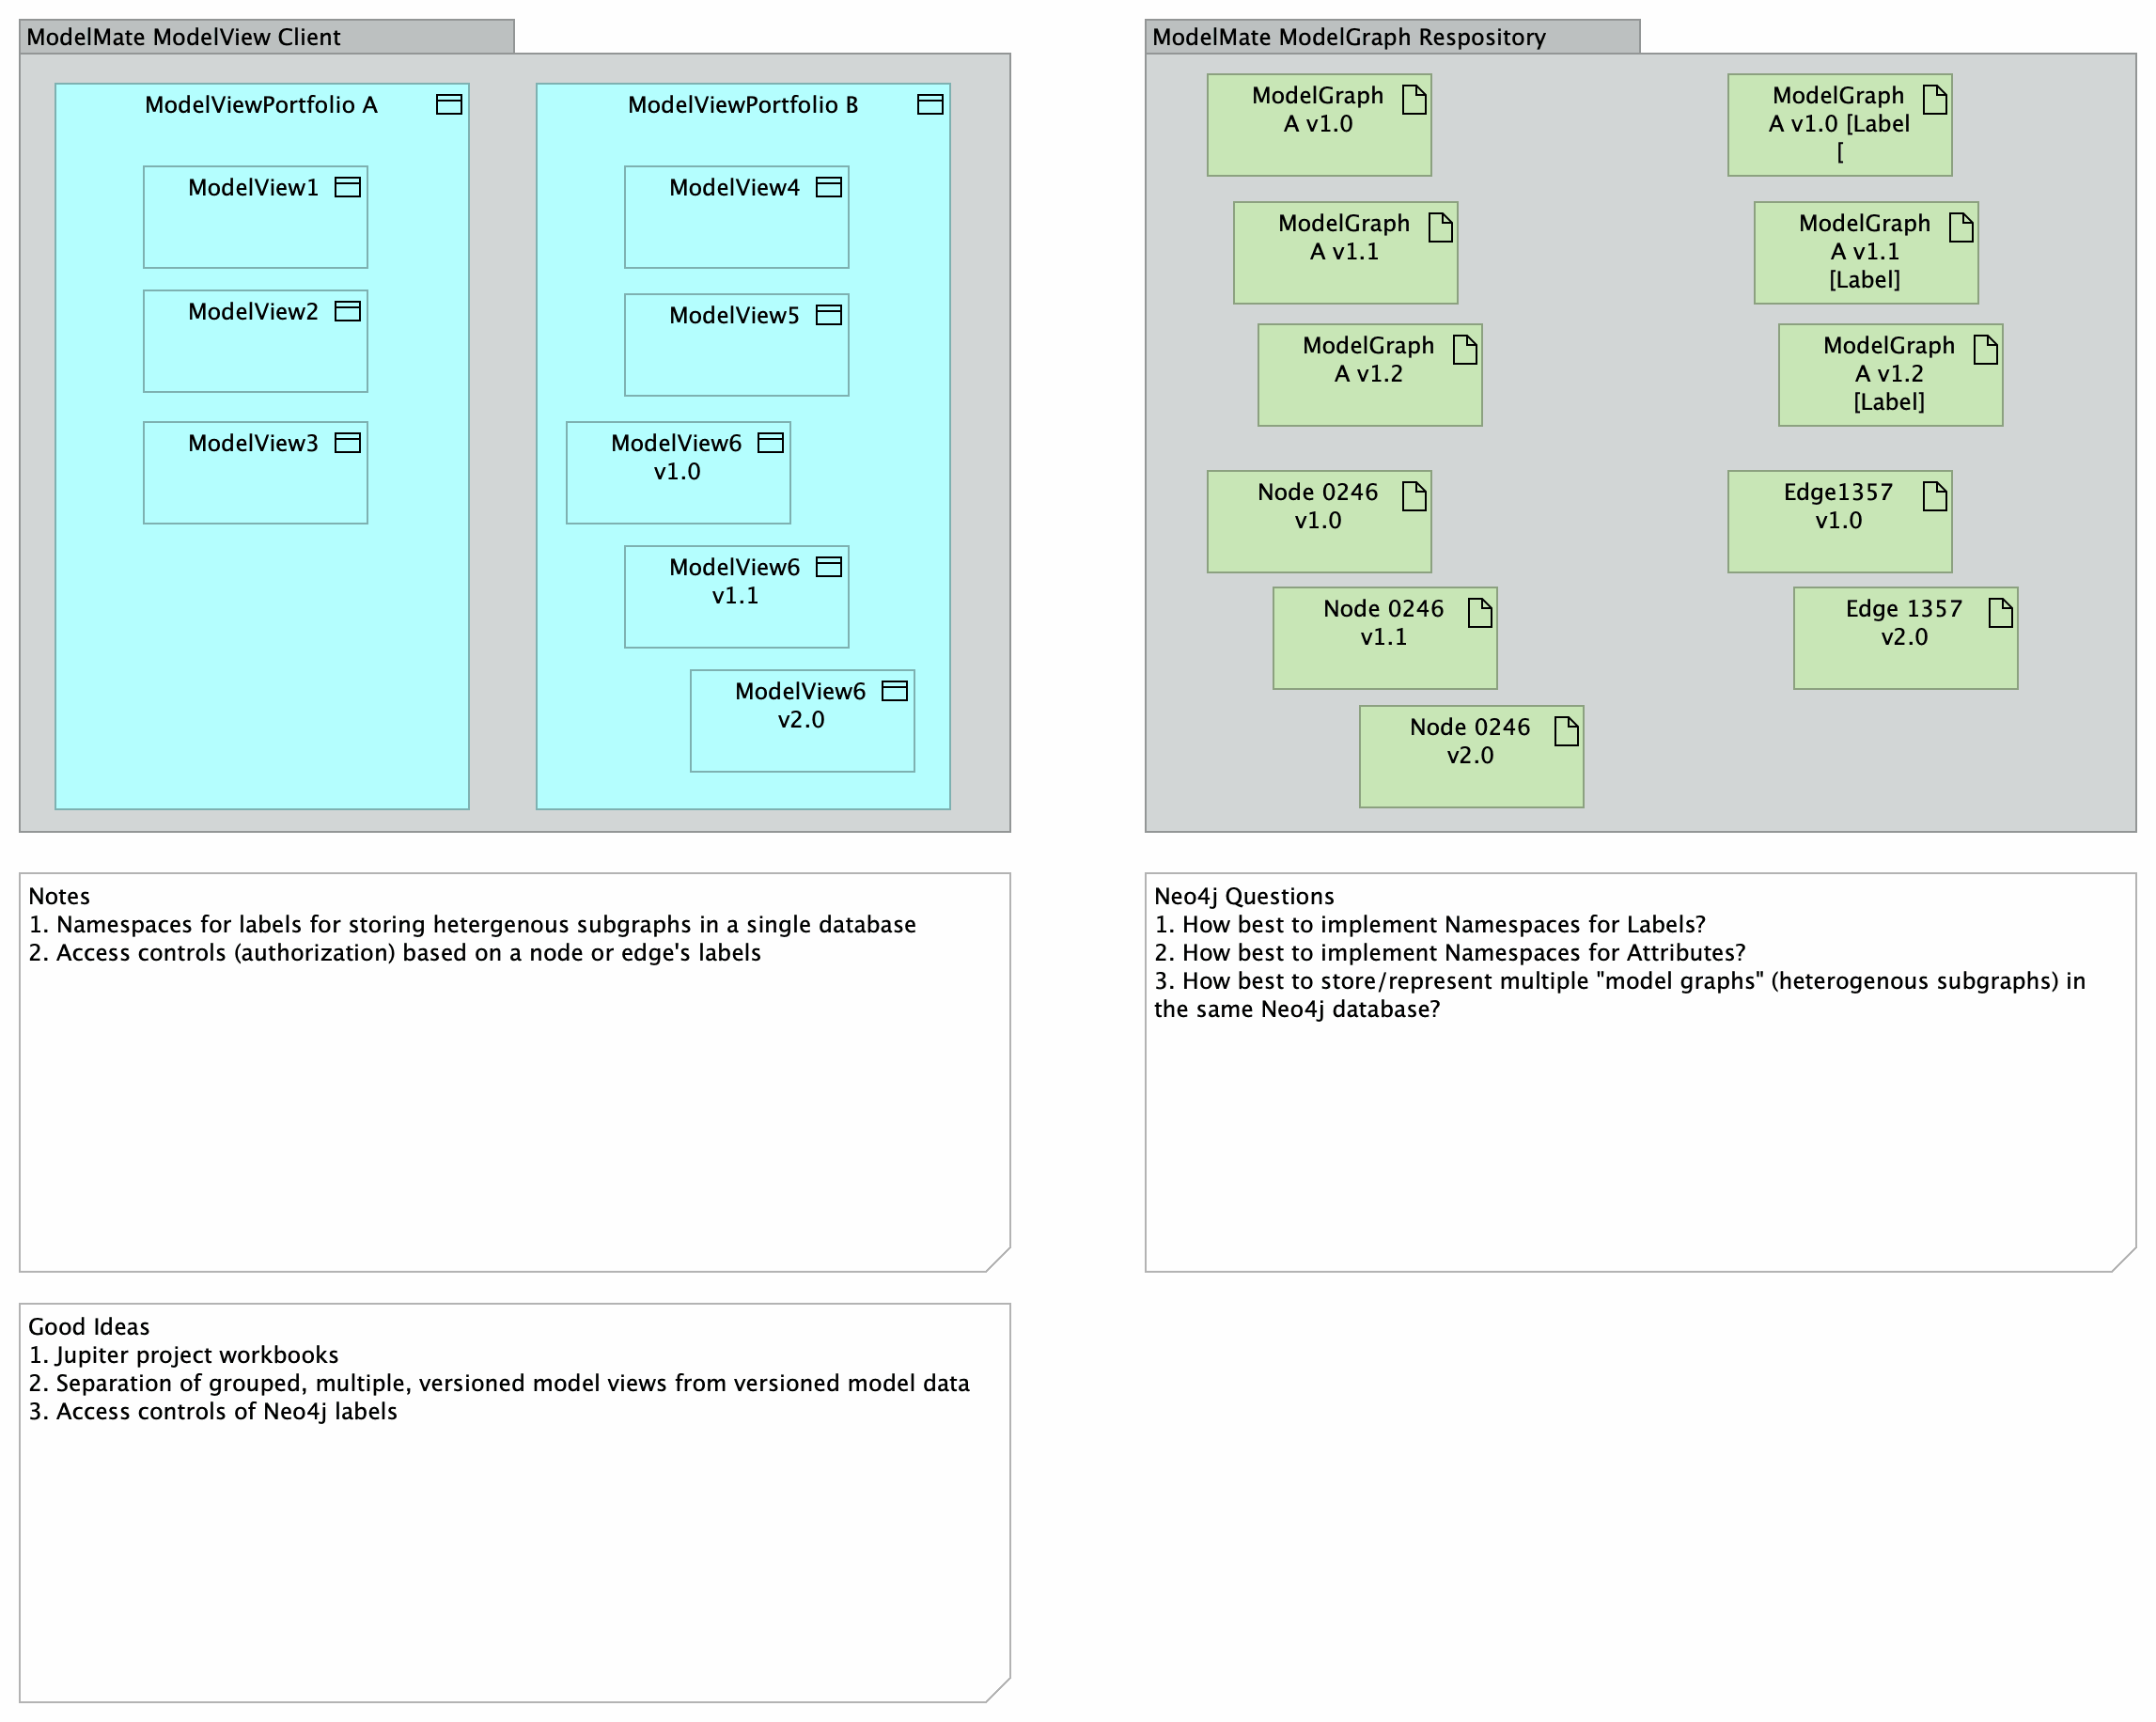 ModelMate ModelView Client
ModelViewPortfolio A
ModelView1
ModelView2
ModelView3
ModelViewPortfolio B
ModelView4
ModelView5
ModelView6
v1.0
ModelView6
v1.1
ModelView6
v2.0
ModelMate ModelGraph Respository
ModelGraph
A v1.0
ModelGraph
A v1.1
ModelGraph
A v1.2
ModelGraph
A v1.0 [Label
[
ModelGraph
A v1.1
[Label]
ModelGraph
A v1.2
[Label]
Node 0246
v1.0
Node 0246
v1.1
Node 0246
v2.0
Edge1357
v1.0
Edge 1357
v2.0
Notes
1. Namespaces for labels for storing hetergenous subgraphs in a single database
2. Access controls (authorization) based on a node or edge's labels
Neo4j Questions
1. How best to implement Namespaces for Labels?
2. How best to implement Namespaces for Attributes?
3. How best to store/represent multiple "model graphs" (heterogenous subgraphs) in
the same Neo4j database?
Good Ideas
1. Jupiter project workbooks
2. Separation of grouped, multiple, versioned model views from versioned model data
3. Access controls of Neo4j labels